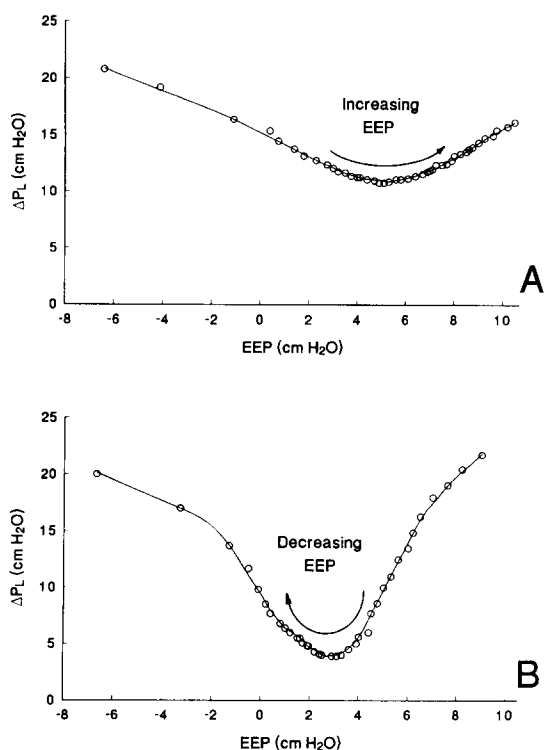 25
20
15
10
5
0
ΔP_L (cm H₂O)
Increasing
EEP
A
-8 -6 -4 -2 0 2 4 6 8 10
EEP (cm H₂O)
25
20
15
10
5
0
ΔP_L (cm H₂O)
Decreasing
EEP
B
-8 -6 -4 -2 0 2 4 6 8 10
EEP (cm H₂O)